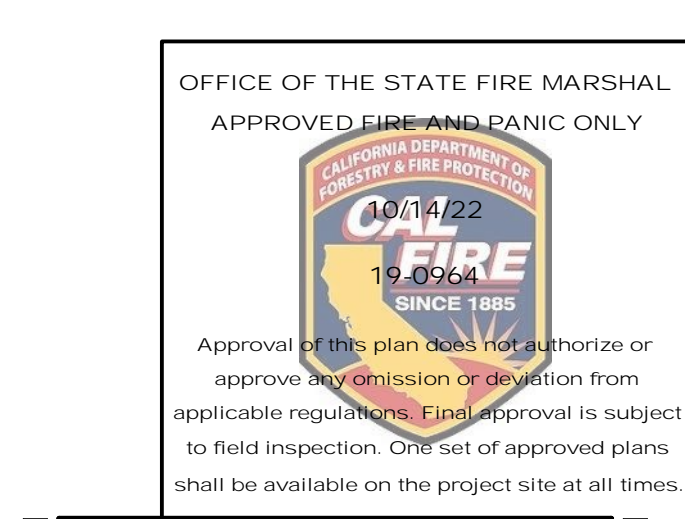 OFFICE OF THE STATE FIRE MARSHAL
APPROVED FIRE AND PANIC ONLY
CALIFORNIA DEPARTMENT OF
FORESTRY & FIRE PROTECTION
10/14/22
CAL
FIRE
19-0964
SINCE 1885
Approval of this plan does not authorize or
approve any omission or deviation from
applicable regulations. Final approval is subject
to field inspection. One set of approved plans
shall be available on the project site at all times.